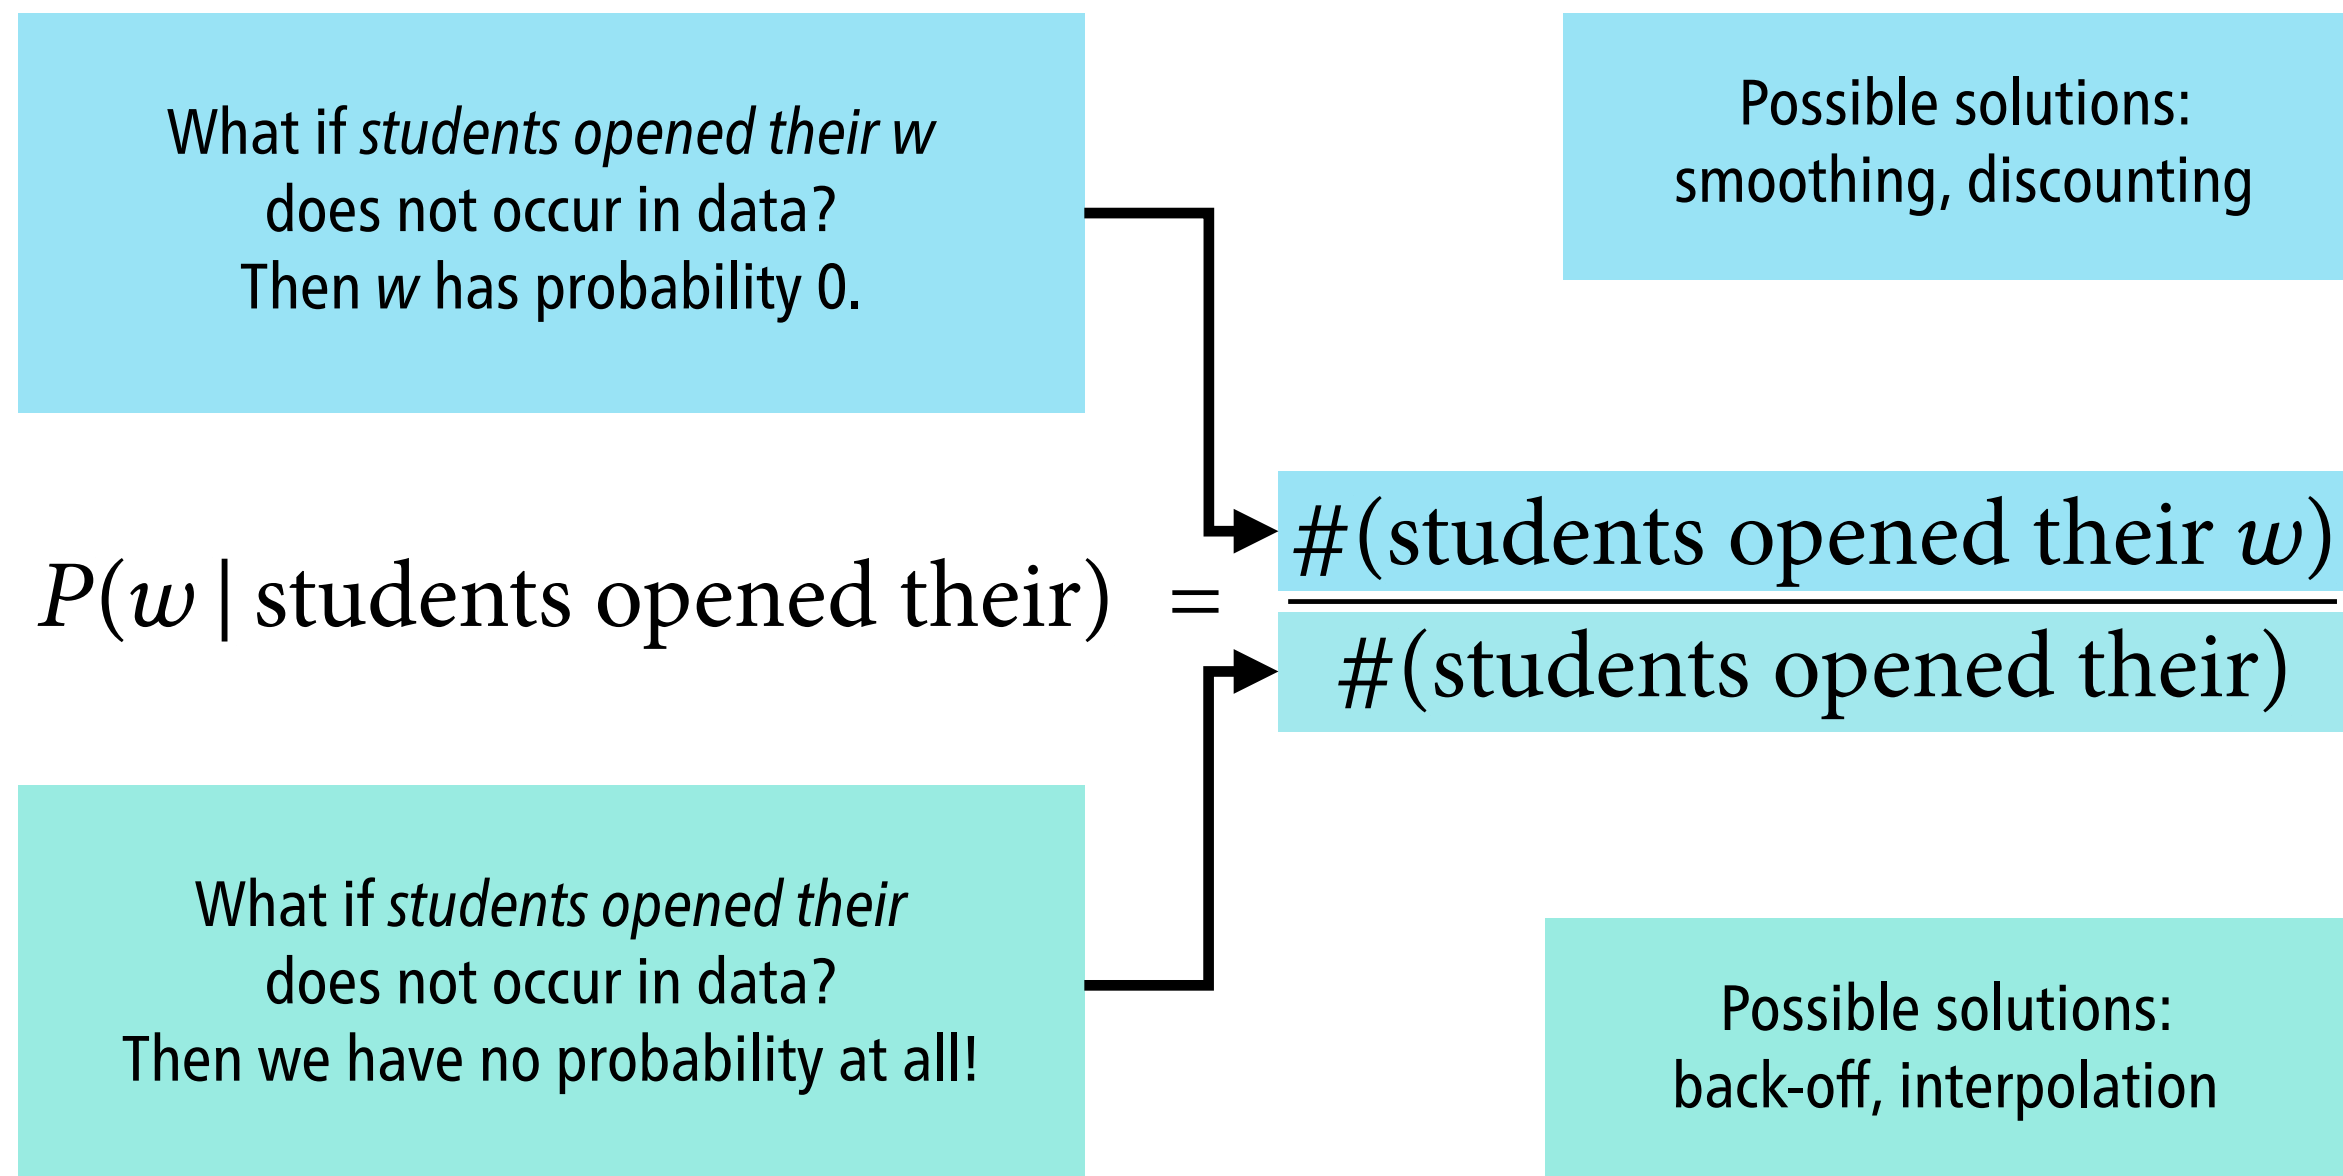 What if students opened their w
does not occur in data?
Then w has probability 0.
Possible solutions:
smoothing, discounting
P(w | students opened their) = #(students opened their w)
#(students opened their)
What if students opened their
does not occur in data?
Then we have no probability at all!
Possible solutions:
back-off, interpolation